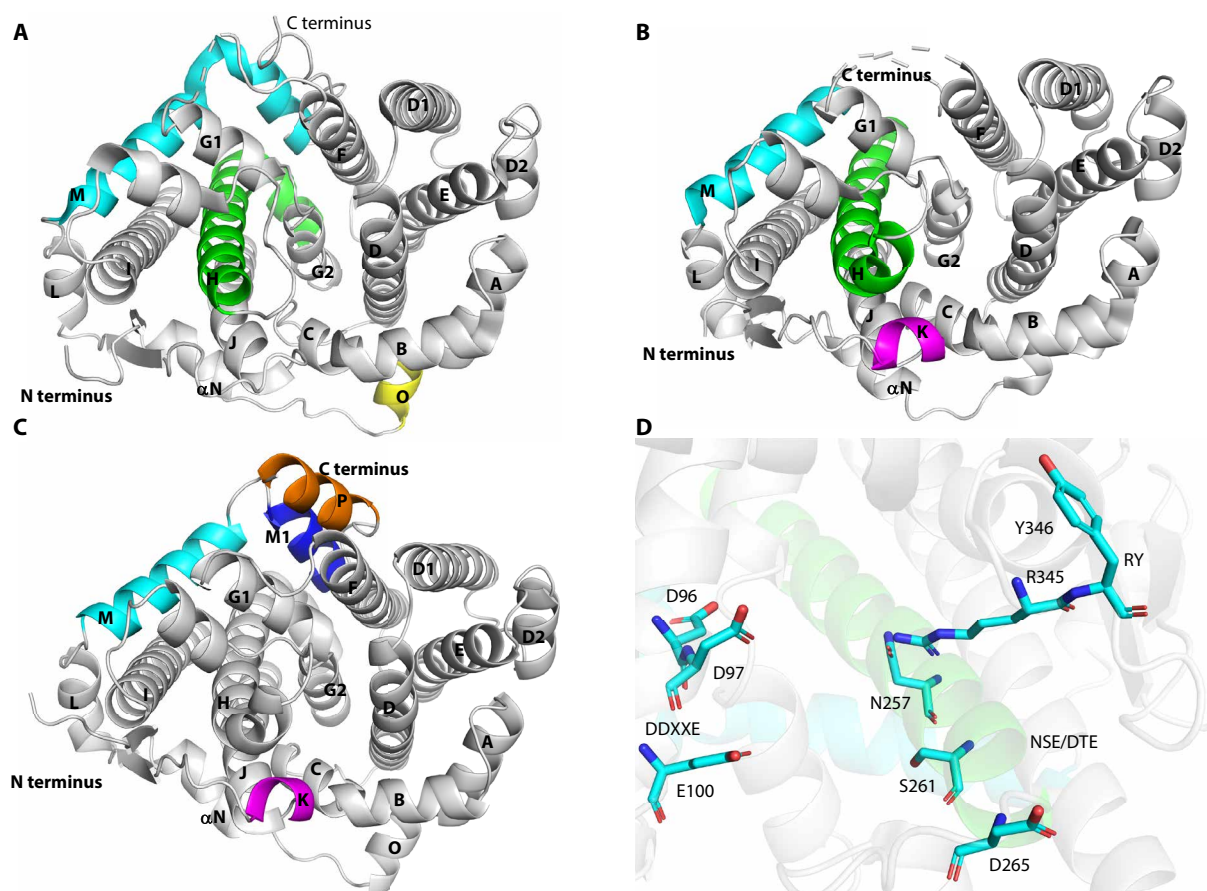 A
C terminus
D1
G1
F
D2
M
E
I
H
G2
D
L
A
J
C
B
αN
N terminus
O
B
C terminus
D1
G1
F
D2
E
M
I
H
G2
D
L
A
J
K
C
B
N terminus
αN
C
C terminus
P
M1
F
D1
G1
M
E
D2
L
I
H
G2
D
A
N terminus
J
C
K
B
αN
O
D
Y346
RY
R345
D96
D97
N257
DDXXE
NSE/DTE
S261
E100
D265